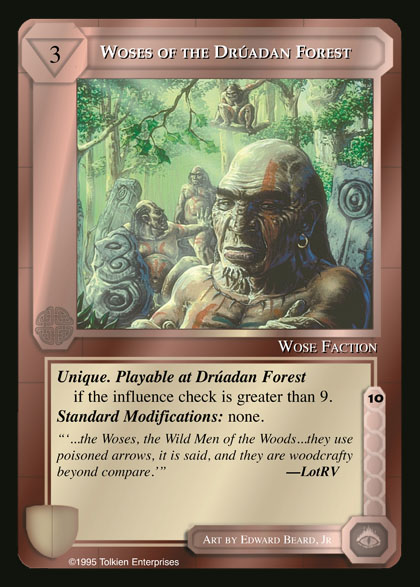 3
WOSES OF THE DRÚADAN FOREST
WOSE FACTION
Unique. Playable at Drúadan Forest
if the influence check is greater than 9.
Standard Modifications: none.
10
“‘...the Woses, the Wild Men of the Woods...they use
poisoned arrows, it is said, and they are woodcrafty
beyond compare.’” —LotRV
ART BY EDWARD BEARD, JR
©1995 Tolkien Enterprises